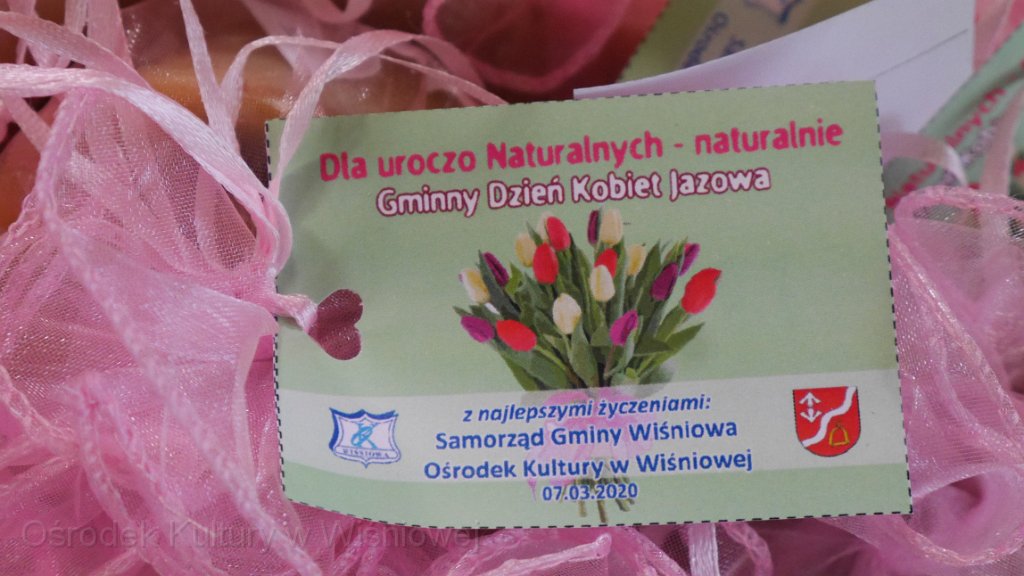 Dla uroczo Naturalnych - naturalnie
Gminny Dzień Kobiet Jazowa
z najlepszymi życzeniami:
Samorząd Gminy Wiśniowa
Ośrodek Kultury w Wiśniowej
07.03.2020
WIŚNIOWA
Ośrodek Kultury w Wiśniowej